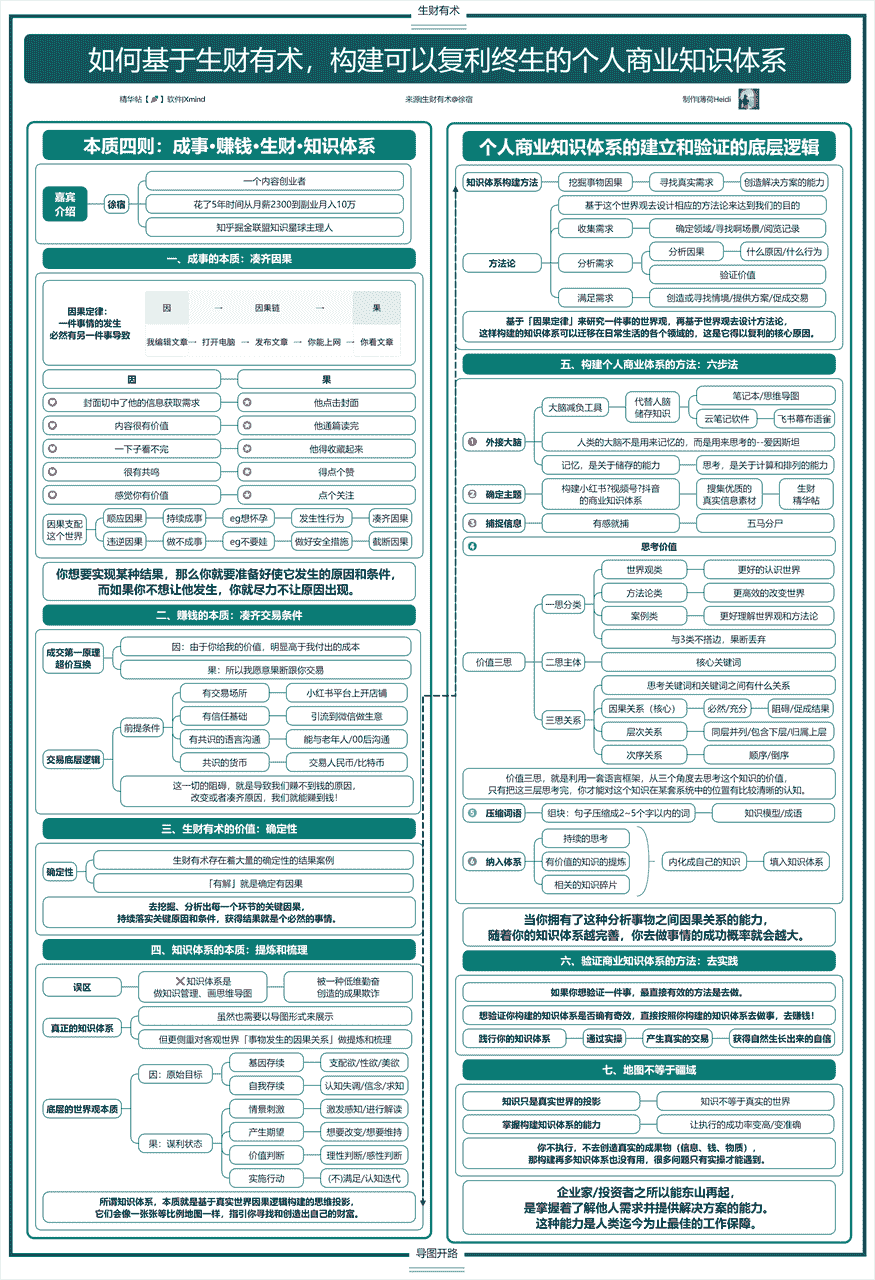 生财有术
如何基于生财有术，构建可以复利终生的个人商业知识体系
精华帖【 】软件|Xmind
来源|生财有术@徐宿
制作|薄荷Heidi
本质四则：成事•赚钱•生财•知识体系
嘉宾
介绍
徐宿
一个内容创业者
花了5年时间从月薪2300到副业月入10万
知乎掘金联盟知识星球主理人
一、成事的本质：凑齐因果
因果定律：
一件事情的发生
必然有另一件事导致
因 → 因果链 → 果
我编辑文章→ 打开电脑 → 发布文章 → 你能上网 → 你看文章
因
果
封面切中了他的信息获取需求
他点击封面
内容很有价值
他通篇读完
一下子看不完
他得收藏起来
很有共鸣
得点个赞
感觉你有价值
点个关注
因果支配
这个世界
顺应因果
持续成事
eg想怀孕
发生性行为
凑齐因果
违逆因果
做不成事
eg不要娃
做好安全措施
截断因果
你想要实现某种结果，那么你就要准备好使它发生的原因和条件，
而如果你不想让他发生，你就尽力不让原因出现。
二、赚钱的本质：凑齐交易条件
成交第一原理
超价互换
因：由于你给我的价值，明显高于我付出的成本
果：所以我愿意果断跟你交易
交易底层逻辑
前提条件
有交易场所
小红书平台上开店铺
有信任基础
引流到微信做生意
有共识的语言沟通
能与老年人/00后沟通
共识的货币
交易人民币/比特币
这一切的阻碍，就是导致我们赚不到钱的原因，
改变或者凑齐原因，我们就能赚到钱！
三、生财有术的价值：确定性
确定性
生财有术存在着大量的确定性的结果案例
「有解」就是确定有因果
去挖掘、分析出每一个环节的关键因果，
持续落实关键原因和条件，获得结果就是个必然的事情。
四、知识体系的本质：提炼和梳理
误区
❌知识体系是
做知识管理、画思维导图
被一种低维勤奋
创造的成果欺诈
真正的知识体系
虽然也需要以导图形式来展示
但更侧重对客观世界「事物发生的因果关系」做提炼和梳理
底层的世界观本质
因：原始目标
基因存续
支配欲/性欲/美欲
自我存续
认知失调/信念/求知
果：谋利状态
情景刺激
激发感知/进行解读
产生期望
想要改变/想要维持
价值判断
理性判断/感性判断
实施行动
(不)满足/认知迭代
所谓知识体系，本质就是基于真实世界因果逻辑构建的思维投影，
它们会像一张张等比例地图一样，指引你寻找和创造出自己的财富。
个人商业知识体系的建立和验证的底层逻辑
知识体系构建方法
挖掘事物因果
寻找真实需求
创造解决方案的能力
方法论
基于这个世界观去设计相应的方法论来达到我们的目的
收集需求
确定领域/寻找啊场景/阅览记录
分析需求
分析因果
什么原因/什么行为
验证价值
满足需求
创造或寻找情境/提供方案/促成交易
基于「因果定律」来研究一件事的世界观，再基于世界观去设计方法论，
这样构建的知识体系可以迁移在日常生活的各个领域的，这是它得以复利的核心原因。
五、构建个人商业体系的方法：六步法
① 外接大脑
大脑减负工具
代替人脑
储存知识
笔记本/思维导图
云笔记软件
飞书幕布语雀
人类的大脑不是用来记忆的，而是用来思考的--爱因斯坦
记忆，是关于储存的能力
思考，是关于计算和排列的能力
② 确定主题
构建小红书?视频号?抖音
的商业知识体系
搜集优质的
真实信息素材
生财
精华帖
③ 捕捉信息
有感就捕
五马分尸
④ 思考价值
价值三思
一思分类
世界观类
更好的认识世界
方法论类
更高效的改变世界
案例类
更好理解世界观和方法论
与3类不搭边，果断丢弃
二思主体
核心关键词
三思关系
思考关键词和关键词之间有什么关系
因果关系（核心）
必然/充分
阻碍/促成结果
层次关系
同层并列/包含下层/归属上层
次序关系
顺序/倒序
价值三思，就是利用一套语言框架，从三个角度去思考这个知识的价值，
只有把这三层思考完，你才能对这个知识在某套系统中的位置有比较清晰的认知。
⑤ 压缩词语
组块：句子压缩成2~5个字以内的词
知识模型/成语
⑥ 纳入体系
持续的思考
有价值的知识的提炼
相关的知识碎片
内化成自己的知识
填入知识体系
当你拥有了这种分析事物之间因果关系的能力，
随着你的知识体系越完善，你去做事情的成功概率就会越大。
六、验证商业知识体系的方法：去实践
如果你想验证一件事，最直接有效的方法是去做。
想验证你构建的知识体系是否确有奇效，直接按照你构建的知识体系去做事，去赚钱！
践行你的知识体系
通过实操
产生真实的交易
获得自然生长出来的自信
七、地图不等于疆域
知识只是真实世界的投影
知识不等于真实的世界
掌握构建知识体系的能力
让执行的成功率变高/变准确
你不执行，不去创造真实的成果物（信息、钱、物质），
那构建再多知识体系也没有用，很多问题只有实操才能遇到。
企业家/投资者之所以能东山再起，
是掌握着了解他人需求并提供解决方案的能力。
这种能力是人类迄今为止最佳的工作保障。
导图开路